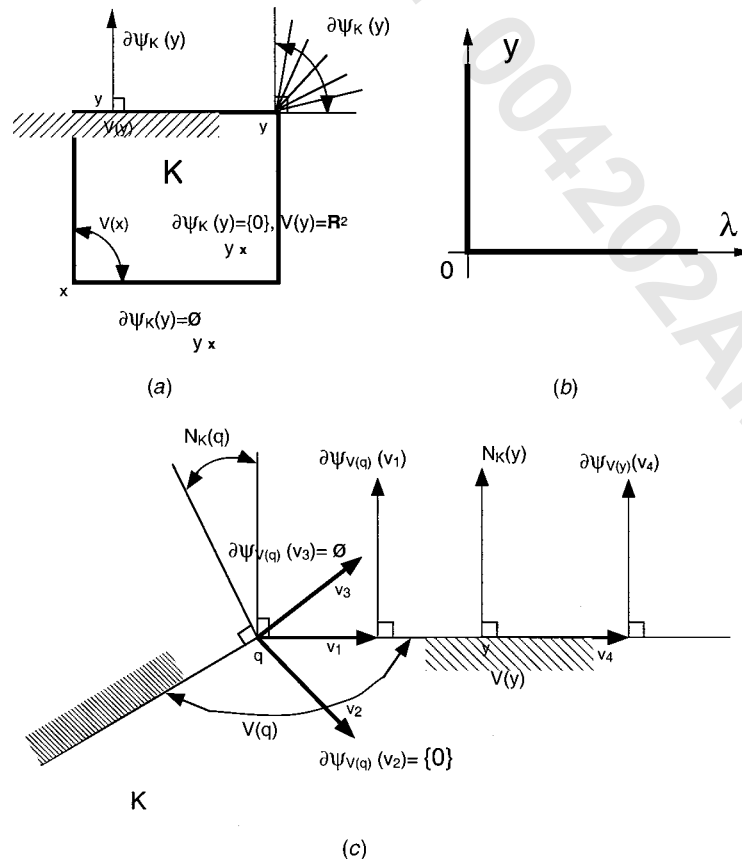 ∂ψK(y)
∂ψK(y)
y
V(y)
y
K
V(x)
∂ψK(y)={0}, V(y)=R²
y x
x
∂ψK(y)=Ø
y x
(a)
y
λ
0
(b)
004202AM
NK(q)
∂ψV(q)(v1)
NK(y)
∂ψV(y)(v4)
∂ψV(q)(v3)=Ø
v3
q
v1
y
v4
V(y)
V(q)
v2
∂ψV(q)(v2)={0}
K
(c)